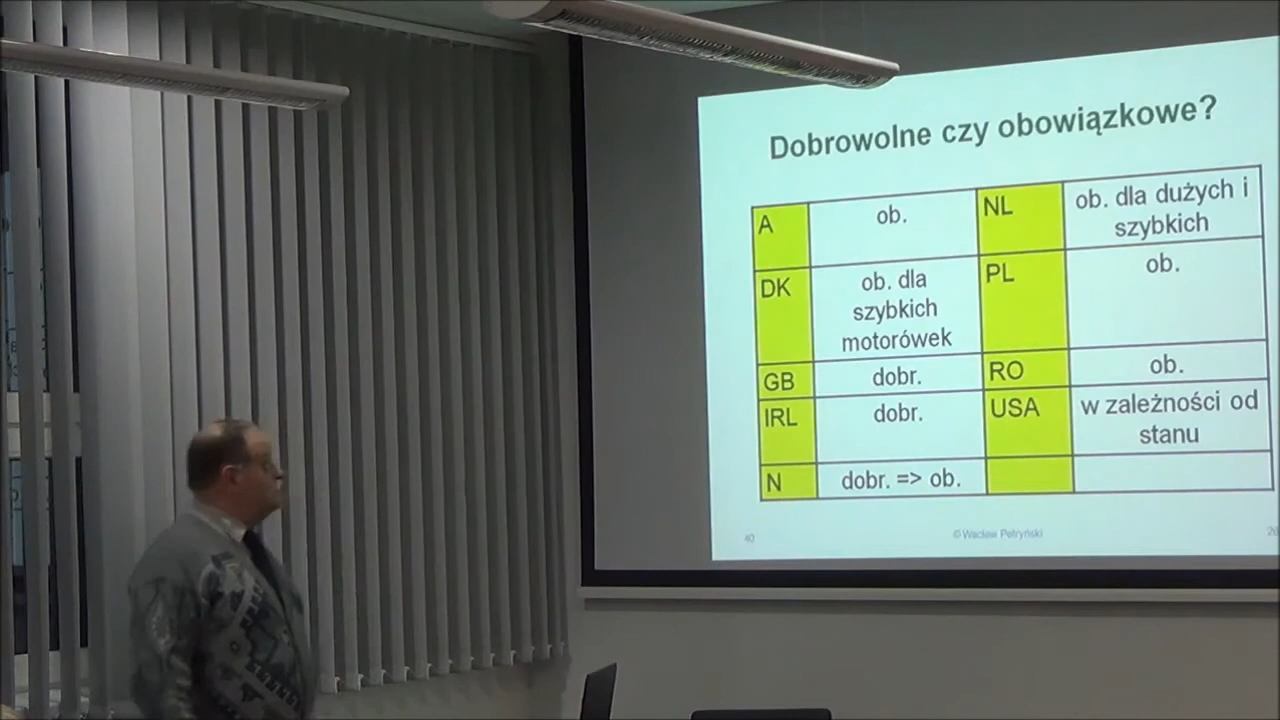 Dobrowolne czy obowiązkowe?
A
ob.
NL
ob. dla dużych i
szybkich
DK
ob. dla
szybkich
motorówek
PL
ob.
GB
dobr.
RO
ob.
IRL
dobr.
USA
w zależności od
stanu
N
dobr. => ob.
40
© Wacław Petryński